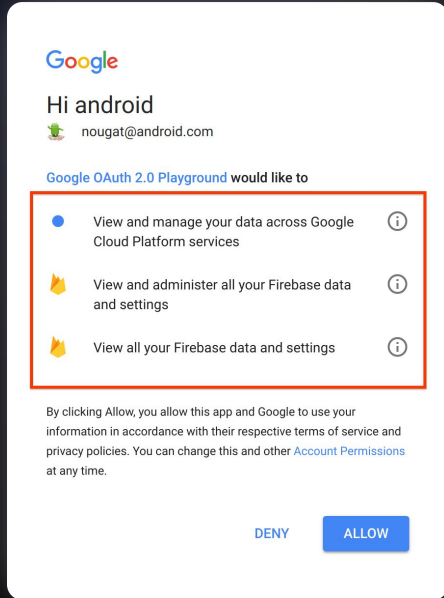 Google
Hi android
nougat@android.com
Google OAuth 2.0 Playground would like to
View and manage your data across Google
Cloud Platform services
View and administer all your Firebase data
and settings
View all your Firebase data and settings
By clicking Allow, you allow this app and Google to use your
information in accordance with their respective terms of service and
privacy policies. You can change this and other Account Permissions
at any time.
DENY
ALLOW